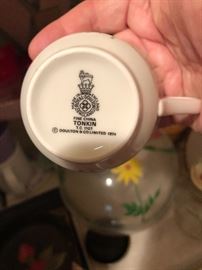 FINE CHINA
TONKIN
T.C. 1107
© DOULTON & CO LIMITED 1974